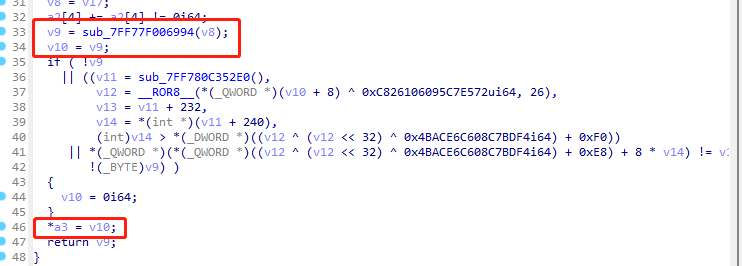 31 v8 = v17;
32 a2[4] += a2[4] != 0i64;
33 v9 = sub_7FF77F006994(v8);
34 v10 = v9;
35 if ( !v9
36 || ((v11 = sub_7FF780C352E0(),
37 v12 = __ROR8__(*(_QWORD *)(v10 + 8) ^ 0xC826106095C7E572ui64, 26),
38 v13 = v11 + 232,
39 v14 = *(int *)(v11 + 240),
40 (int)v14 > *(_DWORD *)((v12 ^ (v12 << 32) ^ 0x4BACE6C608C7BDF4i64) + 0xF0))
41 || *(_QWORD *)(*(_QWORD *)((v12 ^ (v12 << 32) ^ 0x4BACE6C608C7BDF4i64) + 0xE8) + 8 * v14) != v1
42 !(_BYTE)v9) )
43 {
44 v10 = 0i64;
45 }
46 *a3 = v10;
47 return v9;
48 }